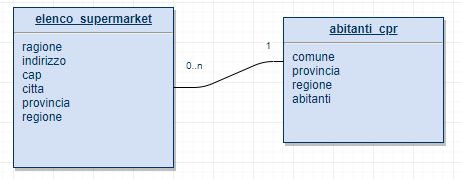 elenco_supermarket
ragione
indirizzo
cap
citta
provincia
regione
0..n
1
abitanti_cpr
comune
provincia
regione
abitanti